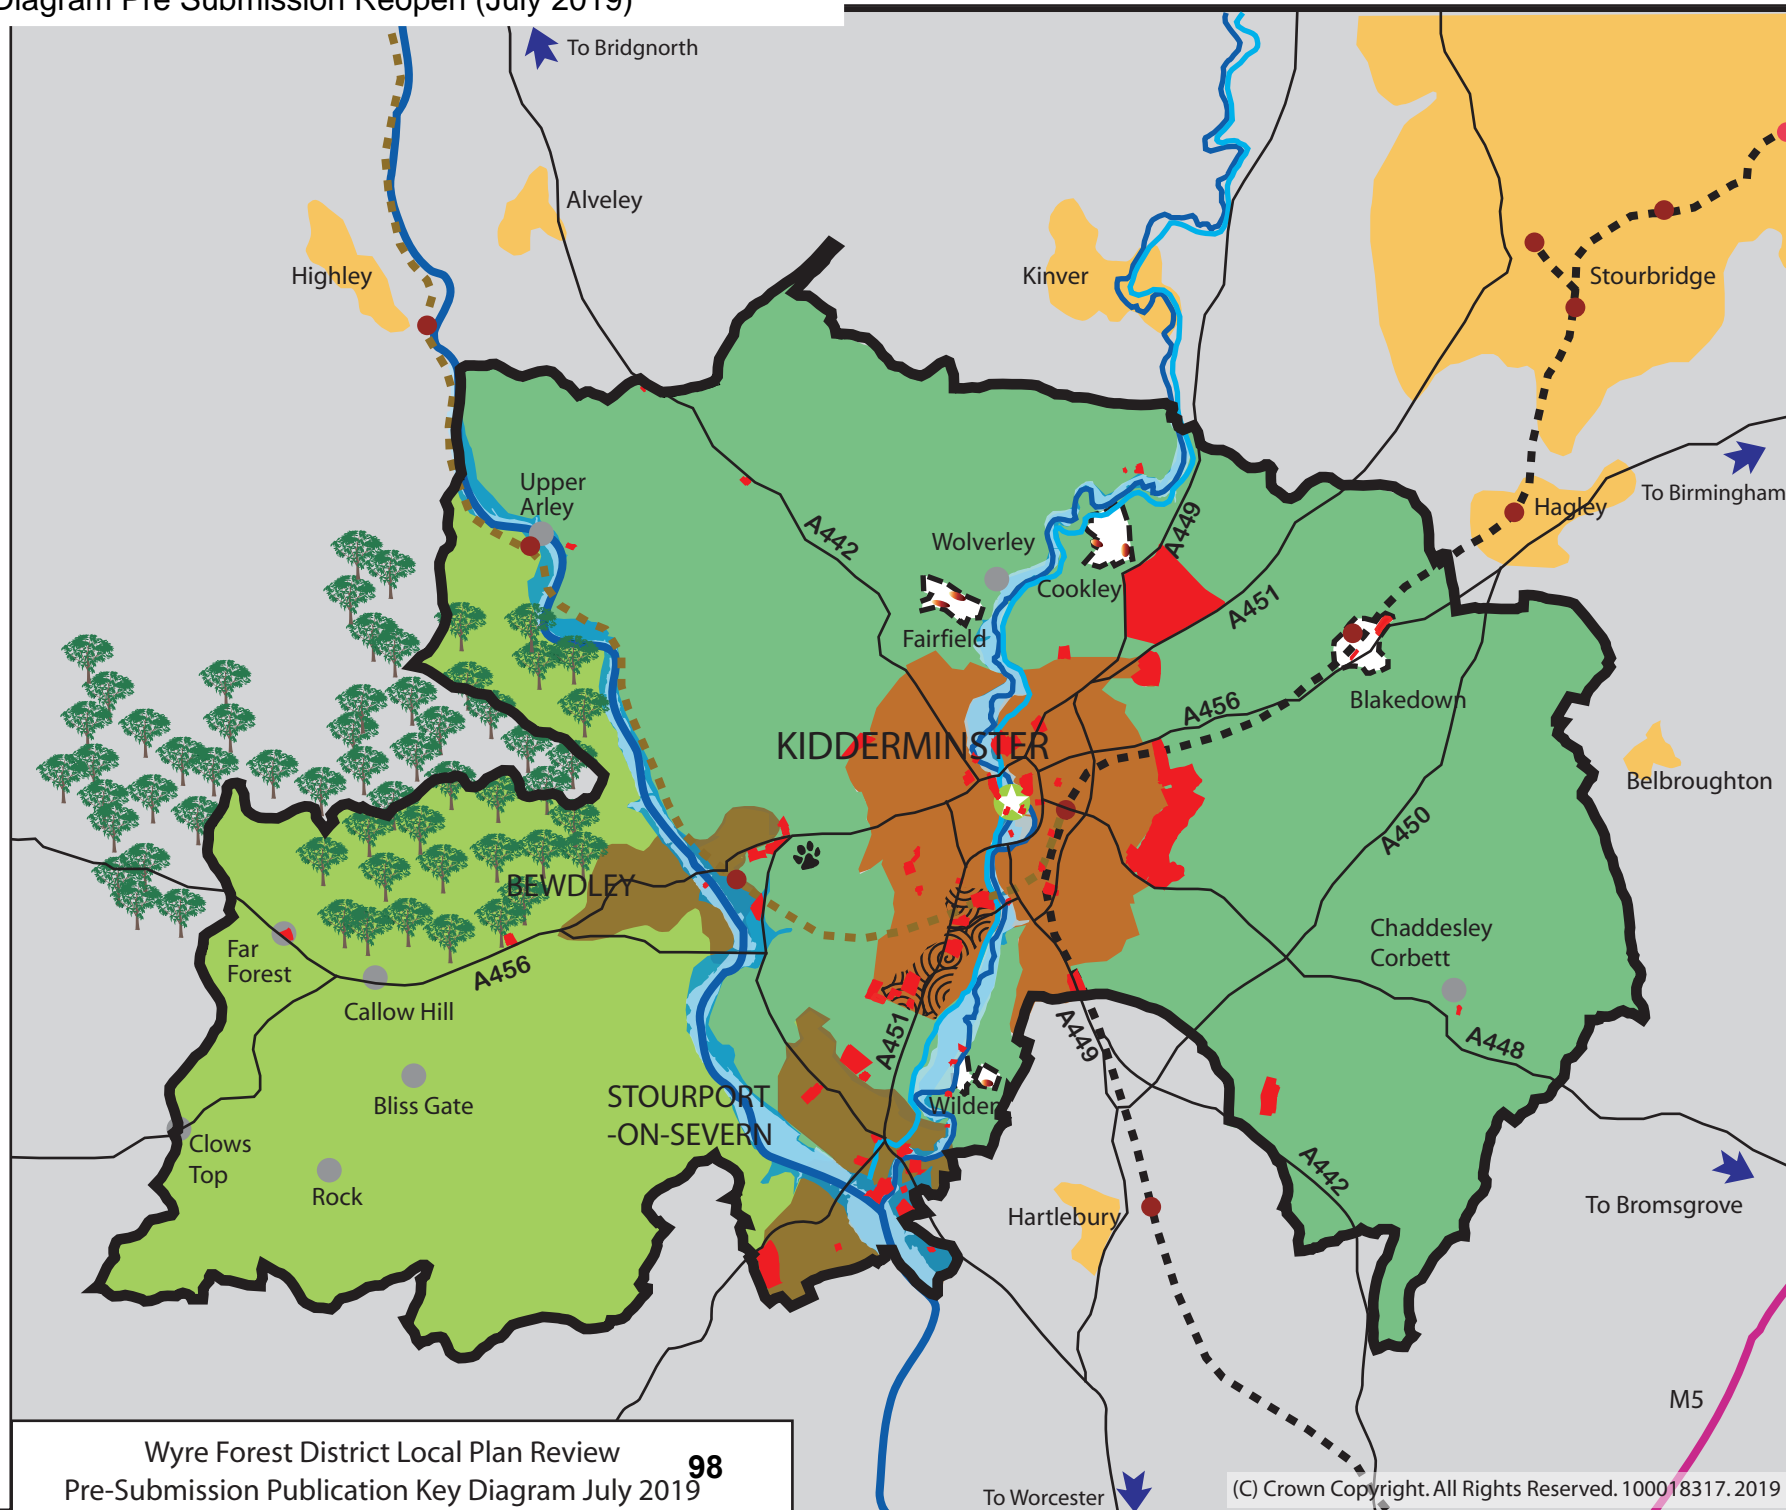 Diagram Pre Submission Reopen (July 2019)
To Bridgnorth
Alveley
Highley
Kinver
Stourbridge
Upper
Arley
To Birmingham
Hagley
A442
A449
Wolverley
Cookley
A451
Fairfield
Blakedown
A456
KIDDERMINSTER
Belbroughton
A450
BEWDLEY
Far
Forest
A456
Callow Hill
Chaddesley
Corbett
A451
A449
A448
Bliss Gate
STOURPORT
-ON-SEVERN
Wilden
Clows
Top
Rock
A442
Hartlebury
To Bromsgrove
M5
Wyre Forest District Local Plan Review
98
Pre-Submission Publication Key Diagram July 2019
To Worcester
(C) Crown Copyright. All Rights Reserved. 100018317. 2019